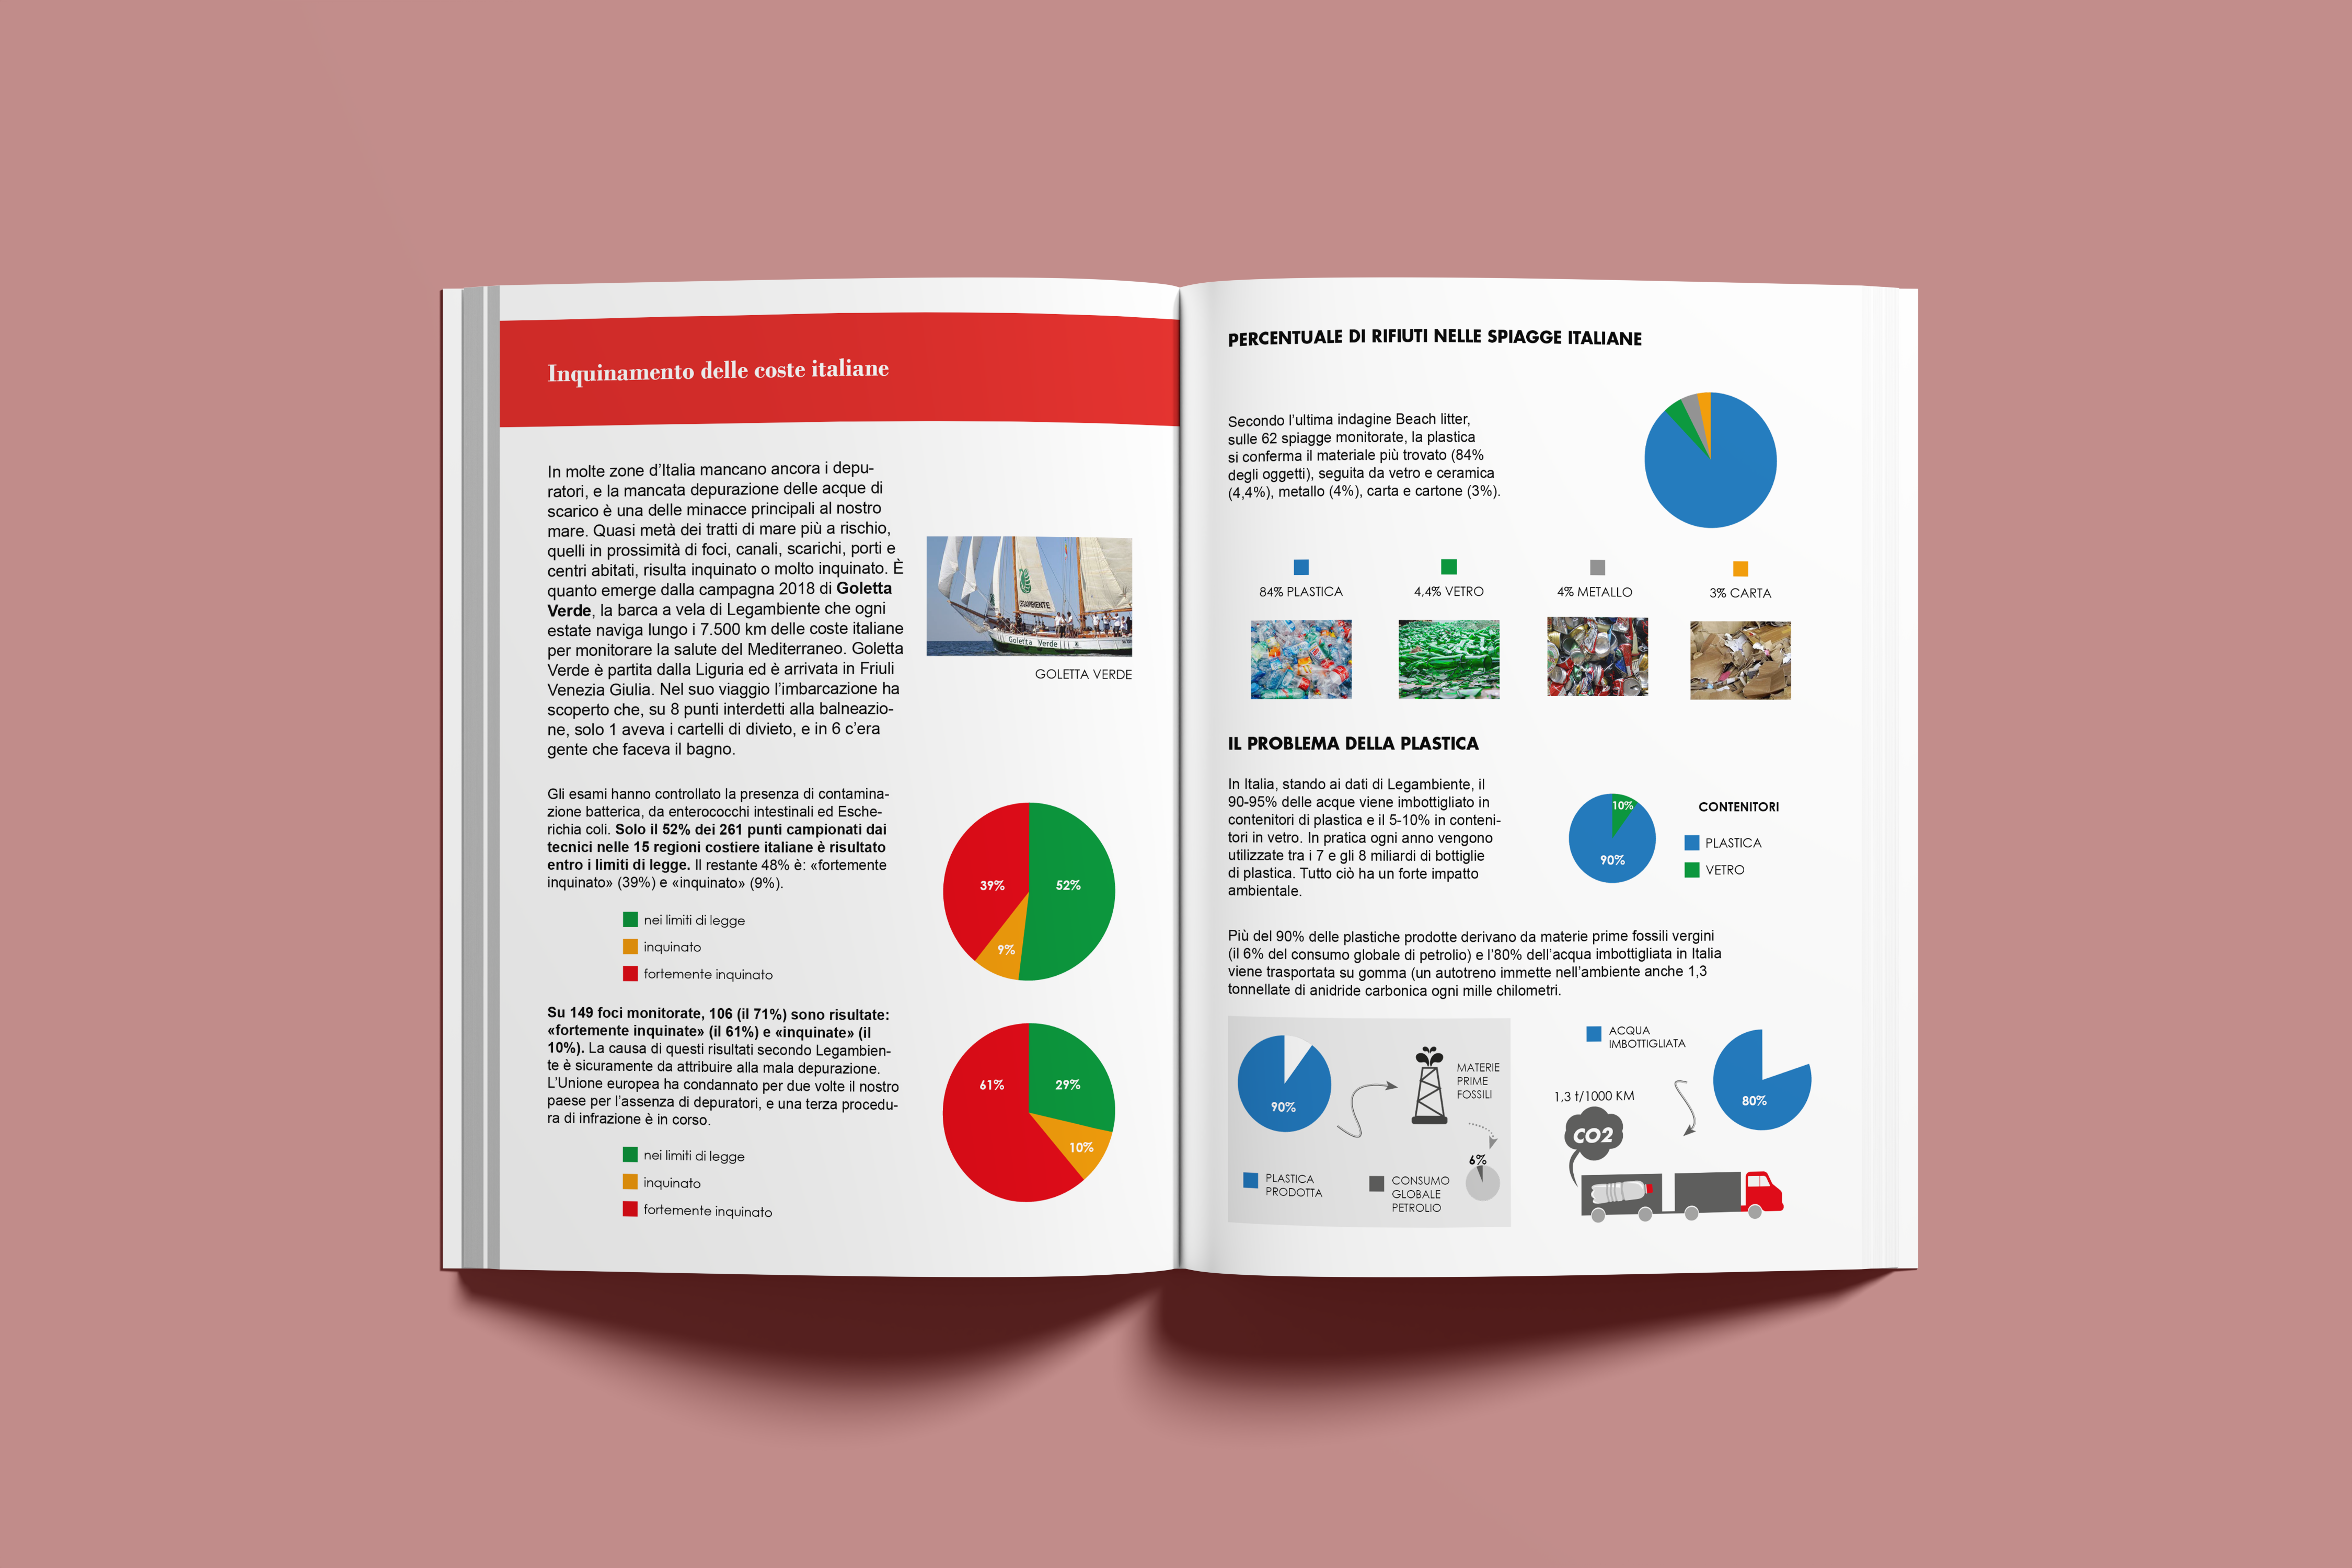 Inquinamento delle coste italiane
In molte zone d'Italia mancano ancora i depu-
ratori, e la mancata depurazione delle acque di
scarico è una delle minacce principali al nostro
mare. Quasi metà dei tratti di mare più a rischio,
quelli in prossimità di foci, canali, scarichi, porti e
centri abitati, risulta inquinato o molto inquinato. È
quanto emerge dalla campagna 2018 di Goletta
Verde, la barca a vela di Legambiente che ogni
estate naviga lungo i 7.500 km delle coste italiane
per monitorare la salute del Mediterraneo. Goletta
Verde è partita dalla Liguria ed è arrivata in Friuli
Venezia Giulia. Nel suo viaggio l'imbarcazione ha
scoperto che, su 8 punti interdetti alla balneazio-
ne, solo 1 aveva i cartelli di divieto, e in 6 c'era
gente che faceva il bagno.
Goletta Verde
GOLETTA VERDE
Gli esami hanno controllato la presenza di contamina-
zione batterica, da enterococchi intestinali ed Esche-
richia coli. Solo il 52% dei 261 punti campionati dai
tecnici nelle 15 regioni costiere italiane è risultato
entro i limiti di legge. Il restante 48% è: «fortemente
inquinato» (39%) e «inquinato» (9%).
nei limiti di legge
inquinato
fortemente inquinato
39%
52%
9%
Su 149 foci monitorate, 106 (il 71%) sono risultate:
«fortemente inquinate» (il 61%) e «inquinate» (il
10%). La causa di questi risultati secondo Legambien-
te è sicuramente da attribuire alla mala depurazione.
L'Unione europea ha condannato per due volte il nostro
paese per l'assenza di depuratori, e una terza procedu-
ra di infrazione è in corso.
nei limiti di legge
inquinato
fortemente inquinato
61%
29%
10%
PERCENTUALE DI RIFIUTI NELLE SPIAGGE ITALIANE
Secondo l'ultima indagine Beach litter,
sulle 62 spiagge monitorate, la plastica
si conferma il materiale più trovato (84%
degli oggetti), seguita da vetro e ceramica
(4,4%), metallo (4%), carta e cartone (3%).
84% PLASTICA
4,4% VETRO
4% METALLO
3% CARTA
IL PROBLEMA DELLA PLASTICA
In Italia, stando ai dati di Legambiente, il
90-95% delle acque viene imbottigliato in
contenitori di plastica e il 5-10% in conteni-
tori in vetro. In pratica ogni anno vengono
utilizzate tra i 7 e gli 8 miliardi di bottiglie
di plastica. Tutto ciò ha un forte impatto
ambientale.
10%
90%
CONTENITORI
PLASTICA
VETRO
Più del 90% delle plastiche prodotte derivano da materie prime fossili vergini
(il 6% del consumo globale di petrolio) e l'80% dell'acqua imbottigliata in Italia
viene trasportata su gomma (un autotreno immette nell'ambiente anche 1,3
tonnellate di anidride carbonica ogni mille chilometri.
90%
MATERIE
PRIME
FOSSILI
6%
PLASTICA
PRODOTTA
CONSUMO
GLOBALE
PETROLIO
ACQUA
IMBOTTIGLIATA
80%
1,3 t/1000 KM
CO2